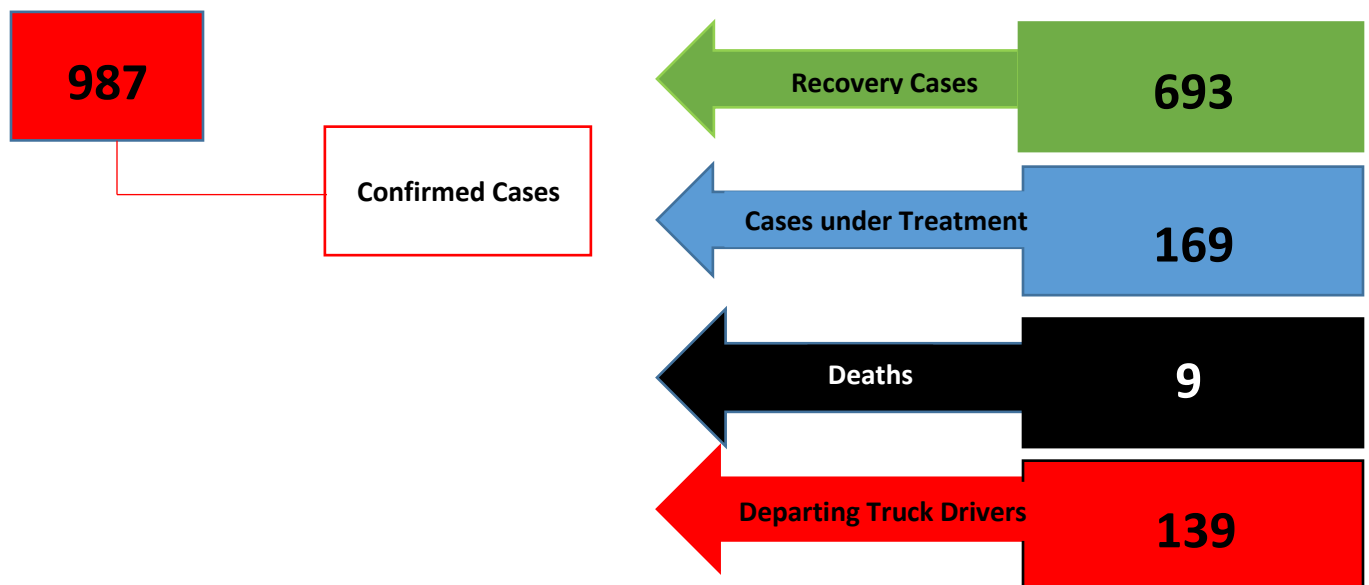 987
Confirmed Cases
Recovery Cases
693
Cases under Treatment
169
Deaths
9
Departing Truck Drivers
139